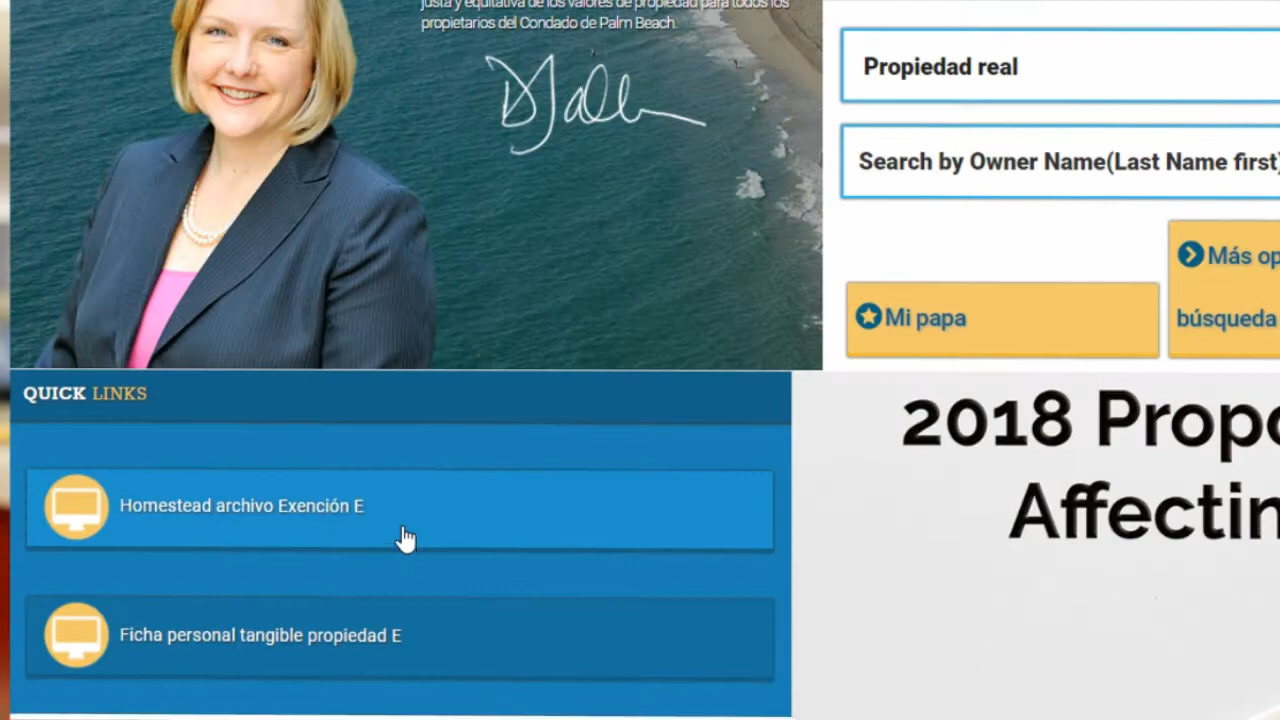 justa y equitativa de los valores de propiedad para todos los
propietarios del Condado de Palm Beach.
Propiedad real
Search by Owner Name(Last Name first)
Más op
búsqueda
Mi papa
QUICK LINKS
Homestead archivo Exención E
Ficha personal tangible propiedad E
2018 Prop
Affectin